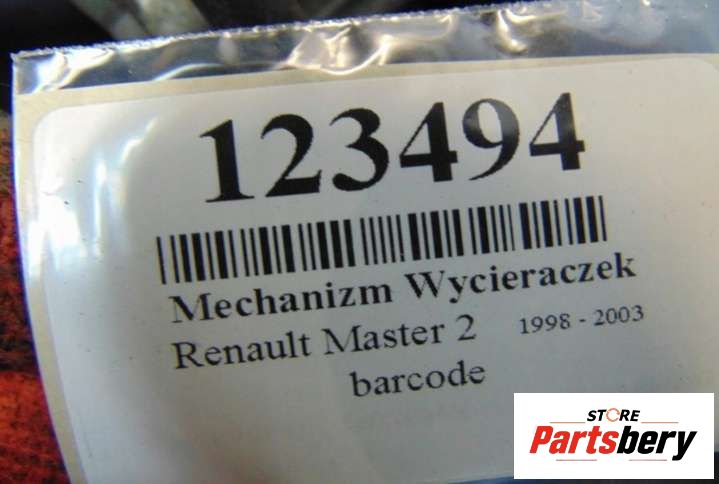 123494
Mechanizm Wycieraczek
Renault Master 2 1998 - 2003
barcode
STORE
Partsbery